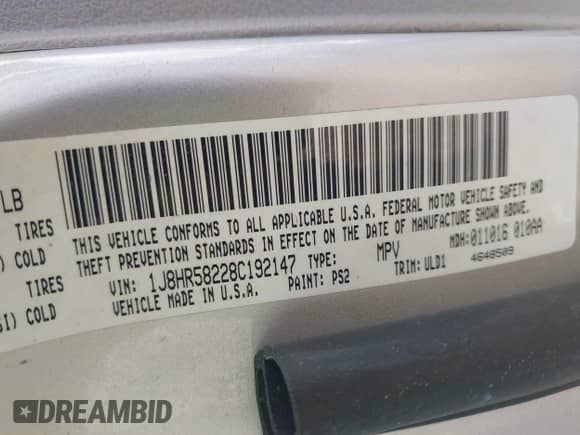 LB
TIRES
COLD
TIRES
SI) COLD
THIS VEHICLE CONFORMS TO ALL APPLICABLE U.S.A. FEDERAL MOTOR VEHICLE SAFETY AND
THEFT PREVENTION STANDARDS IN EFFECT ON THE DATE OF MANUFACTURE SHOWN ABOVE.
VIN: 1J8HR58228C192147 TYPE: MPV MDH: 011016 010AA
VEHICLE MADE IN U.S.A. PAINT: PS2 TRIM: VLD1 4648509
DREAMBID